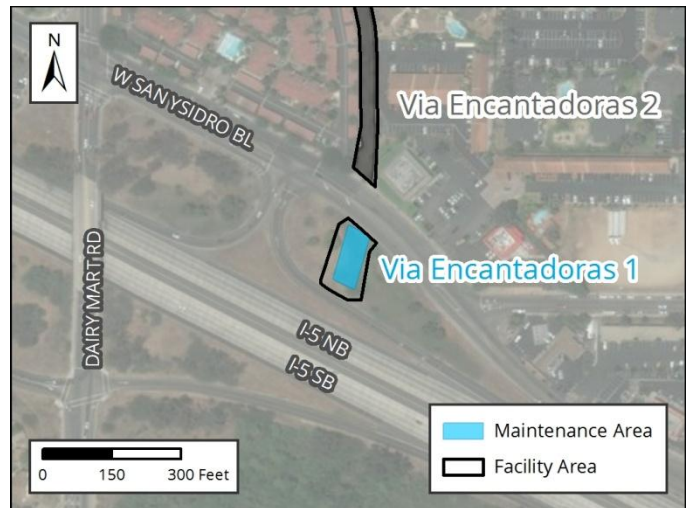 N
W SAN YSIDRO BL
Via Encantadoras 2
Via Encantadoras 1
DAIRY MART RD
I-5 NB
I-5 SB
Maintenance Area
Facility Area
0 150 300 Feet